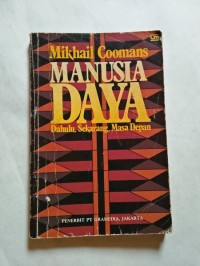 Mikhail Coomans
MANUSIA
DAYA
Dahulu, Sekarang, Masa Depan
PENERBIT PT GRAMEDIA, JAKARTA